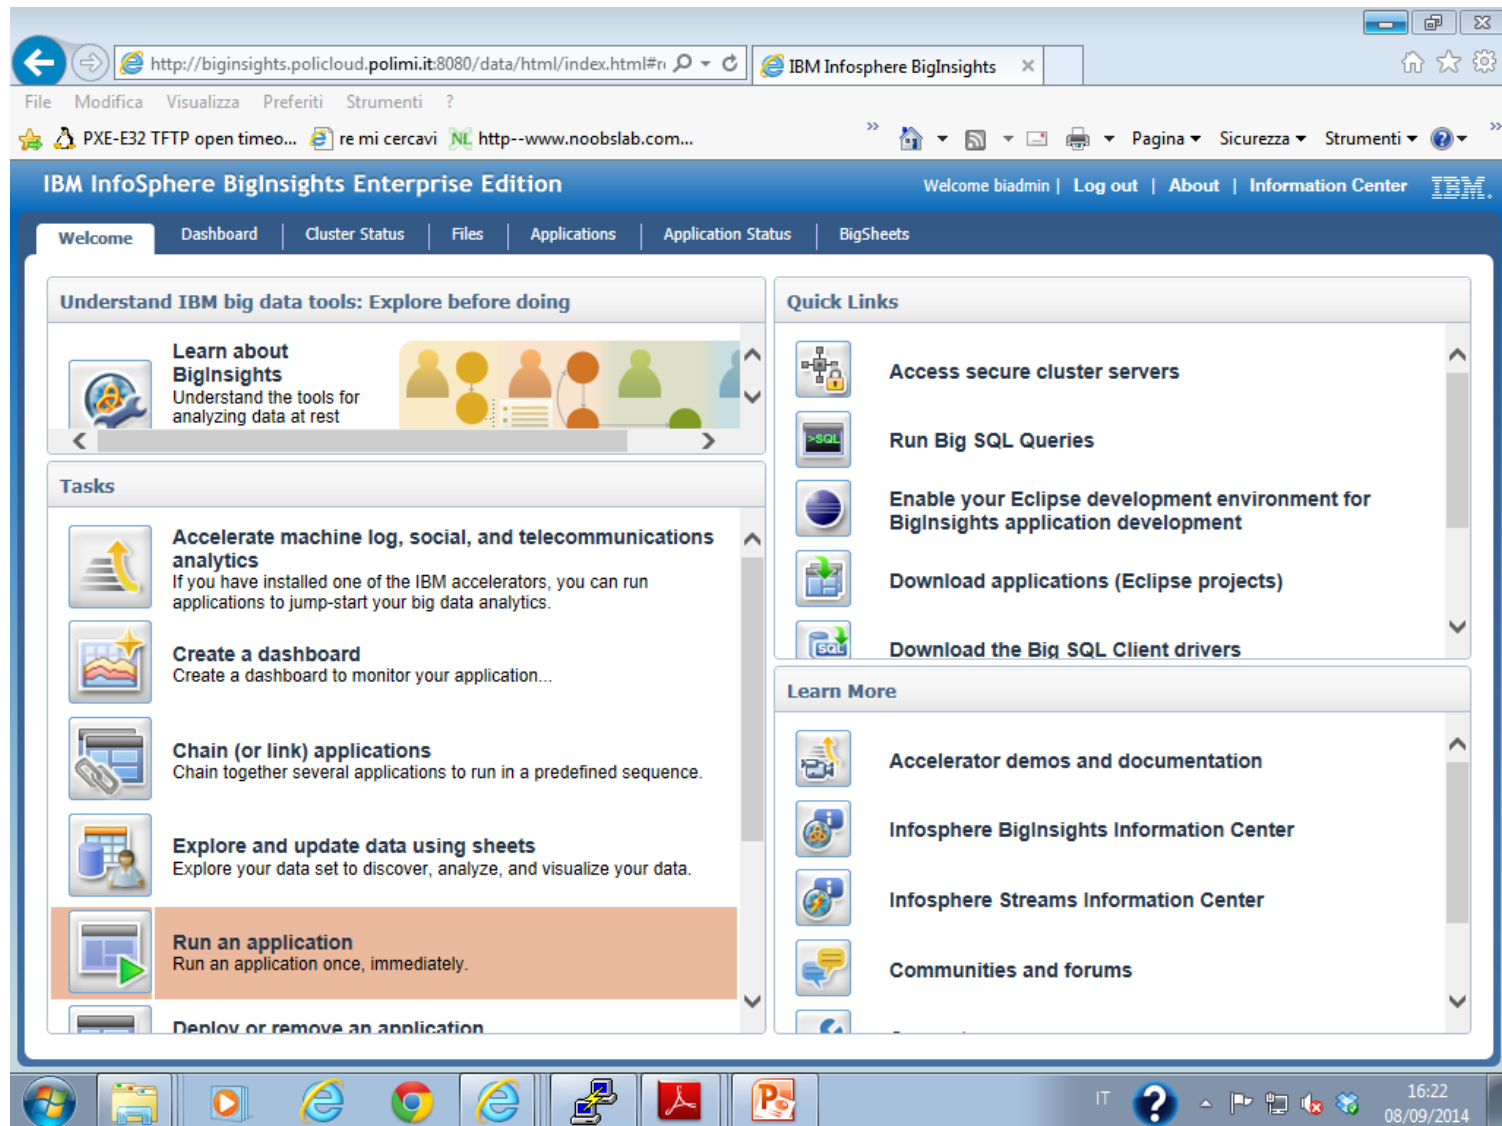 http://biginsights.policloud.polimi.it:8080/data/html/index.html#r
IBM Infosphere BigInsights
File Modifica Visualizza Preferiti Strumenti ?
PXE-E32 TFTP open timeo... re mi cercavi http--www.noobslab.com... Pagina Sicurezza Strumenti
IBM InfoSphere BigInsights Enterprise Edition
Welcome biadmin | Log out | About | Information Center IBM.
Welcome Dashboard Cluster Status Files Applications Application Status BigSheets
Understand IBM big data tools: Explore before doing
Learn about
BigInsights
Understand the tools for
analyzing data at rest
Tasks
Accelerate machine log, social, and telecommunications
analytics
If you have installed one of the IBM accelerators, you can run
applications to jump-start your big data analytics.
Create a dashboard
Create a dashboard to monitor your application...
Chain (or link) applications
Chain together several applications to run in a predefined sequence.
Explore and update data using sheets
Explore your data set to discover, analyze, and visualize your data.
Run an application
Run an application once, immediately.
Deploy or remove an application
Quick Links
Access secure cluster servers
>SQL
Run Big SQL Queries
Enable your Eclipse development environment for
BigInsights application development
Download applications (Eclipse projects)
SQL
Download the Big SQL Client drivers
Learn More
Accelerator demos and documentation
Infosphere BigInsights Information Center
Infosphere Streams Information Center
Communities and forums
IT
16:22
08/09/2014